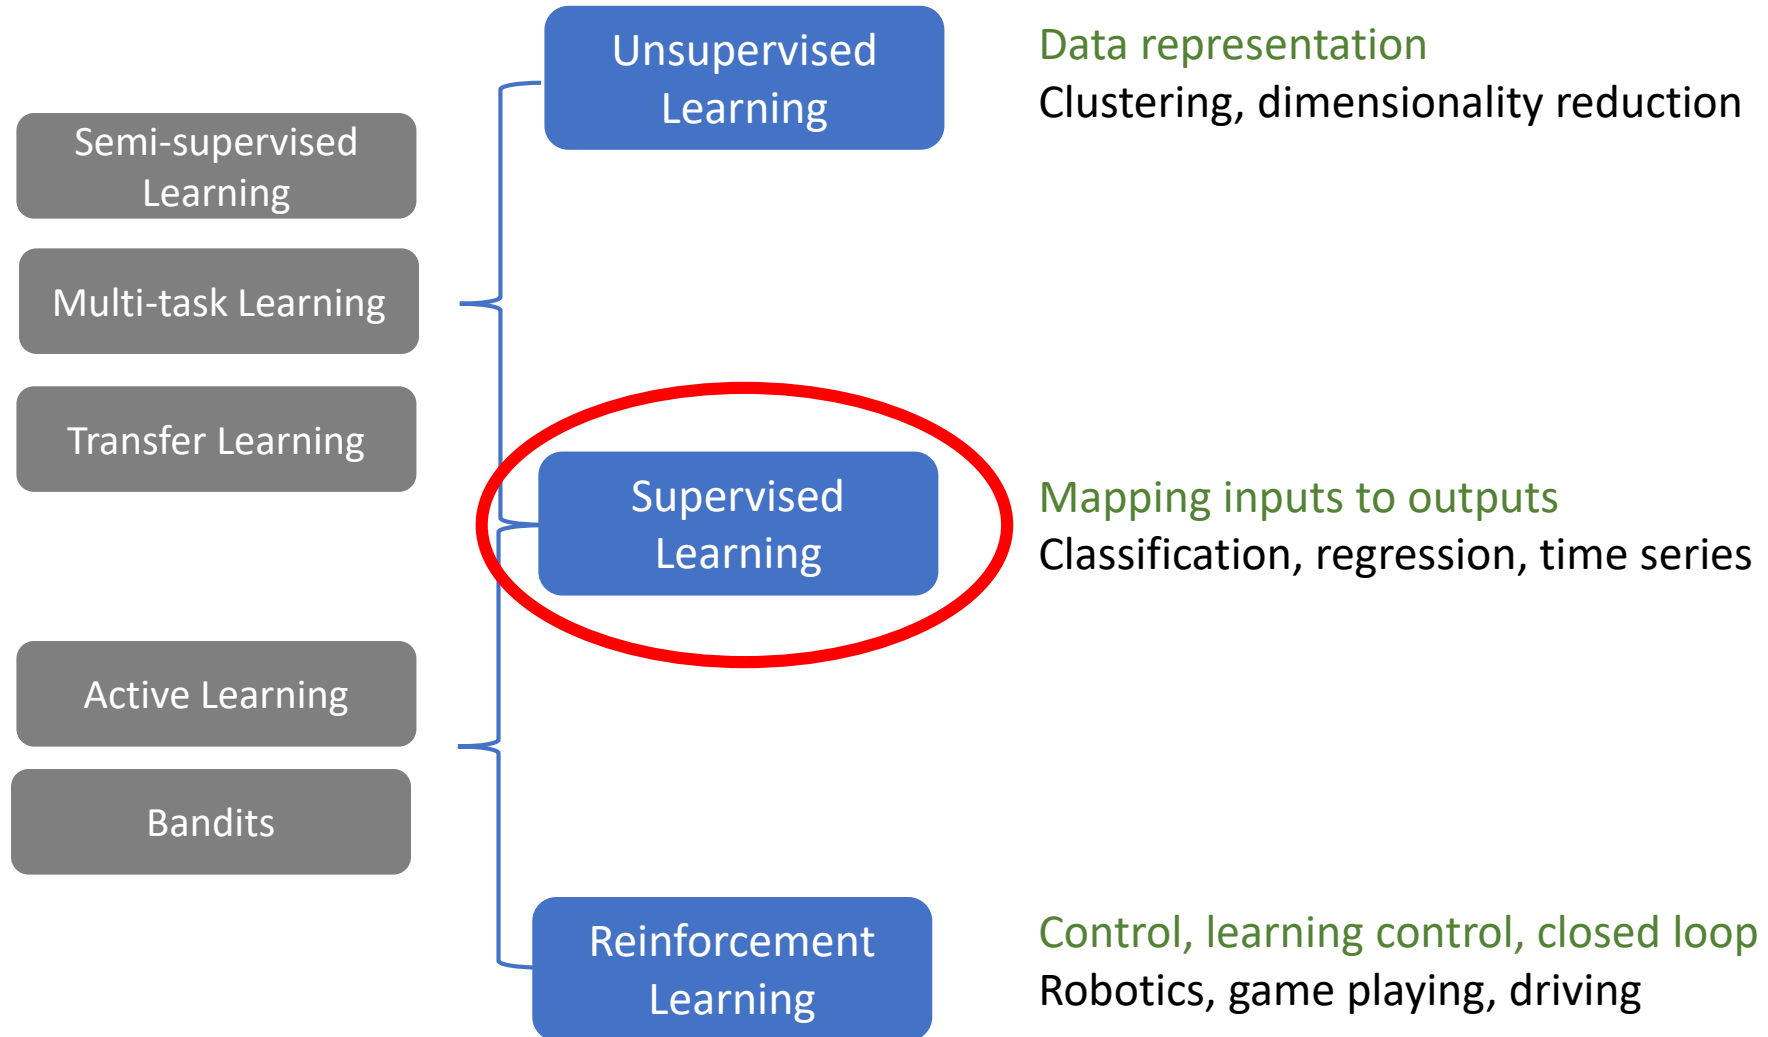 Unsupervised
Learning
Data representation
Clustering, dimensionality reduction
Semi-supervised
Learning
Multi-task Learning
Transfer Learning
Supervised
Learning
Mapping inputs to outputs
Classification, regression, time series
Active Learning
Bandits
Reinforcement
Learning
Control, learning control, closed loop
Robotics, game playing, driving